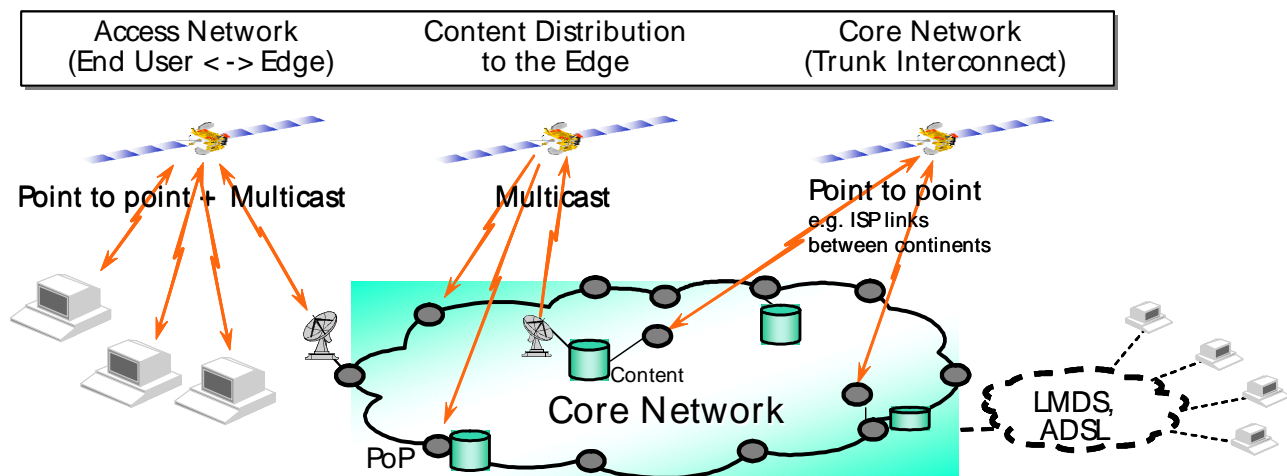 Access Network
(End User <-> Edge)
Content Distribution
to the Edge
Core Network
(Trunk Interconnect)
Point to point + Multicast
Multicast
Point to point
e.g. ISP links
between continents
Content
Core Network
PoP
LMDS,
ADSL